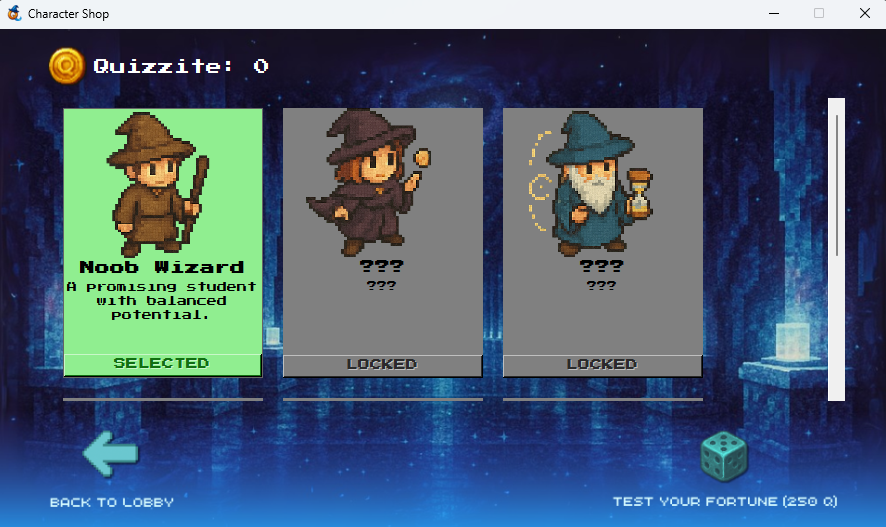 Character Shop
Quizzite: 0
Noob Wizard
A promising student
with balanced
potential.
SELECTED
???
???
LOCKED
???
???
LOCKED
BACK TO LOBBY
TEST YOUR FORTUNE (250 Q)